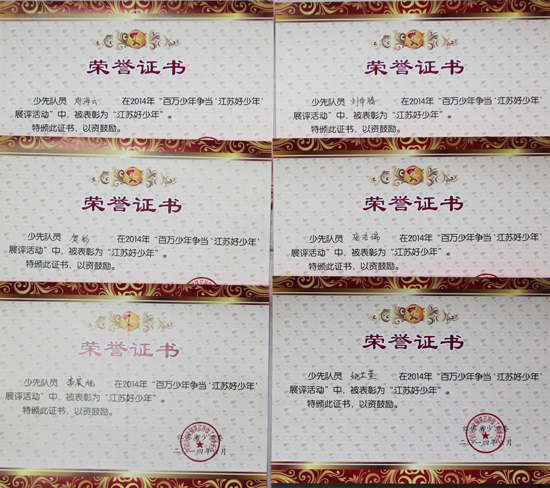 荣誉证书
少先队员 周海云 在2014年“百万少年争当‘江苏好少年’
展评活动”中，被表彰为“江苏好少年”。
特颁此证书，以资鼓励。
荣誉证书
少先队员 在2014年“百万少年争当‘江苏好少年’
展评活动”中，被表彰为“江苏好少年”。
特颁此证书，以资鼓励。
荣誉证书
少先队员 在2014年“百万少年争当‘江苏好少年’
展评活动”中，被表彰为“江苏好少年”。
特颁此证书，以资鼓励。
荣誉证书
少先队员 在2014年“百万少年争当‘江苏好少年’
展评活动”中，被表彰为“江苏好少年”。
特颁此证书，以资鼓励。
荣誉证书
少先队员 在2014年“百万少年争当‘江苏好少年’
展评活动”中，被表彰为“江苏好少年”。
特颁此证书，以资鼓励。
二〇一四年 月
荣誉证书
少先队员 在2014年“百万少年争当‘江苏好少年’
展评活动”中，被表彰为“江苏好少年”。
特颁此证书，以资鼓励。
二〇一四年 月